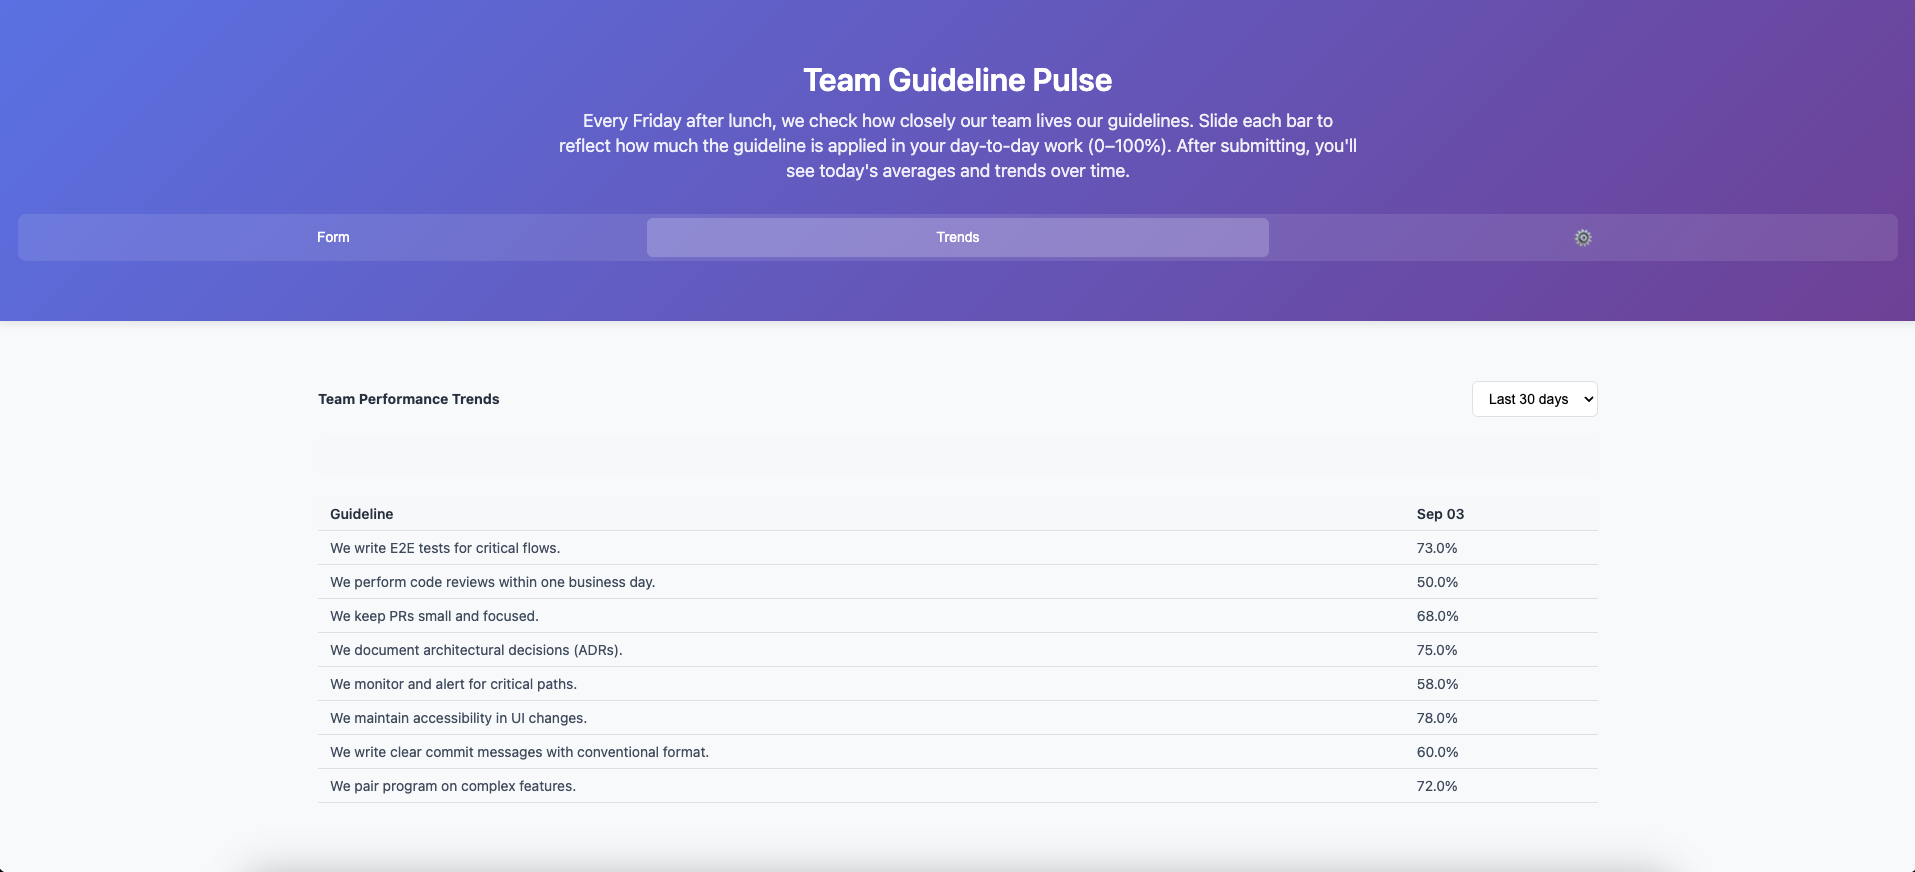 Team Guideline Pulse
Every Friday after lunch, we check how closely our team lives our guidelines. Slide each bar to
reflect how much the guideline is applied in your day-to-day work (0–100%). After submitting, you'll
see today's averages and trends over time.
Form
Trends
Team Performance Trends
Last 30 days
Guideline Sep 03
We write E2E tests for critical flows. 73.0%
We perform code reviews within one business day. 50.0%
We keep PRs small and focused. 68.0%
We document architectural decisions (ADRs). 75.0%
We monitor and alert for critical paths. 58.0%
We maintain accessibility in UI changes. 78.0%
We write clear commit messages with conventional format. 60.0%
We pair program on complex features. 72.0%